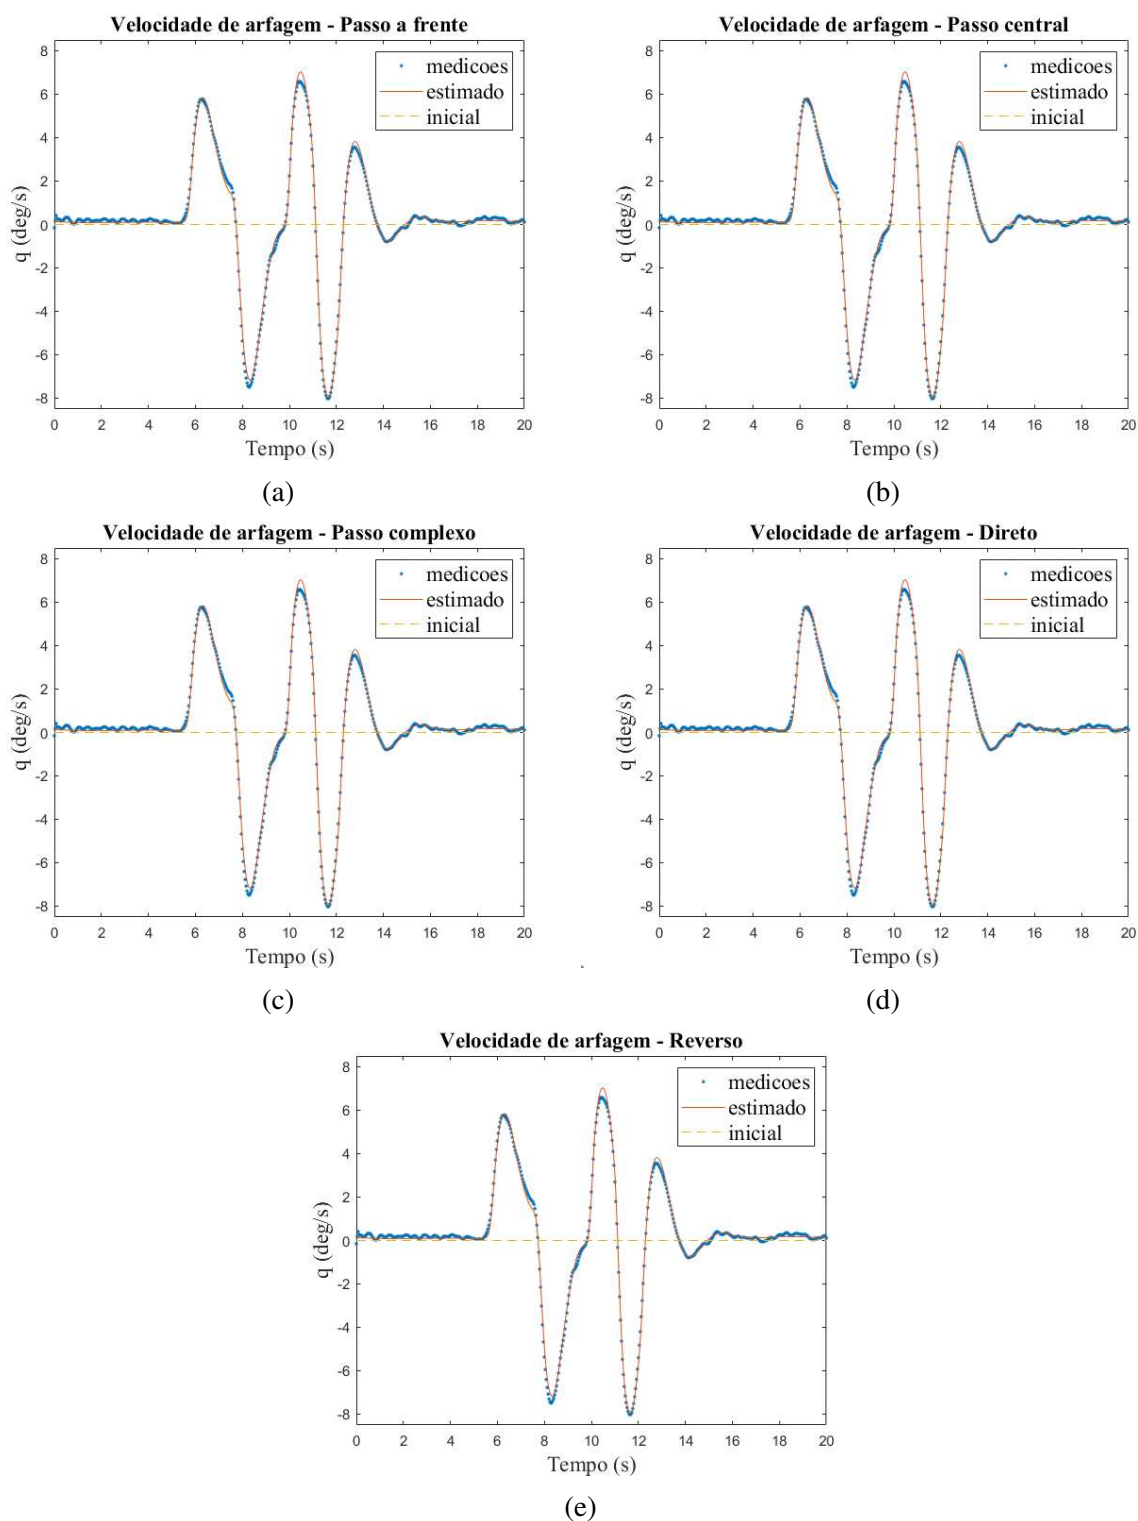 Velocidade de arfagem - Passo a frente
8
6
4
2
0
-2
-4
-6
-8
q (deg/s)
medicoes
estimado
inicial
0 2 4 6 8 10 12 14 16 18 20
Tempo (s)
(a)
Velocidade de arfagem - Passo central
8
6
4
2
0
-2
-4
-6
-8
q (deg/s)
medicoes
estimado
inicial
0 2 4 6 8 10 12 14 16 18 20
Tempo (s)
(b)
Velocidade de arfagem - Passo complexo
8
6
4
2
0
-2
-4
-6
-8
q (deg/s)
medicoes
estimado
inicial
0 2 4 6 8 10 12 14 16 18 20
Tempo (s)
(c)
Velocidade de arfagem - Direto
8
6
4
2
0
-2
-4
-6
-8
q (deg/s)
medicoes
estimado
inicial
0 2 4 6 8 10 12 14 16 18 20
Tempo (s)
(d)
Velocidade de arfagem - Reverso
8
6
4
2
0
-2
-4
-6
-8
q (deg/s)
medicoes
estimado
inicial
0 2 4 6 8 10 12 14 16 18 20
Tempo (s)
(e)